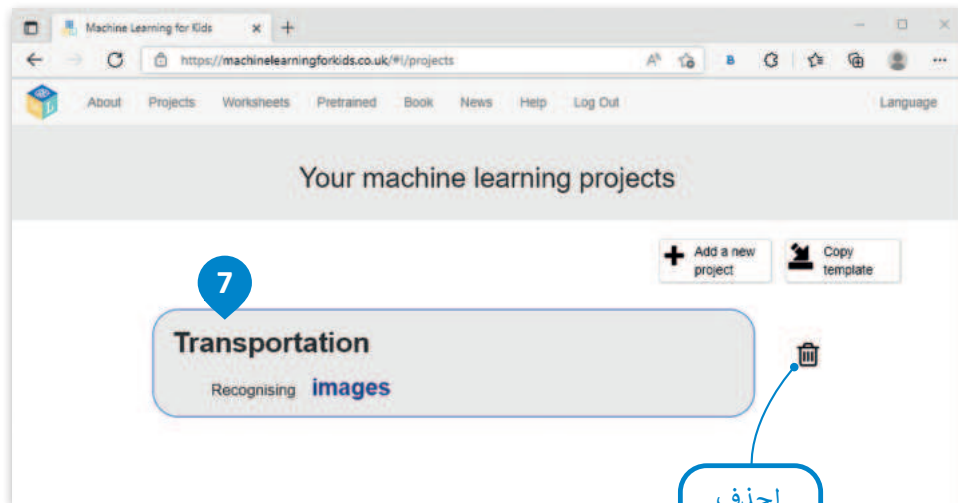 Machine Learning for Kids
https://machinelearningforkids.co.uk/#!/projects
About Projects Worksheets Pretrained Book News Help Log Out Language
Your machine learning projects
Add a new project
Copy template
7
Transportation
Recognising images
احذف